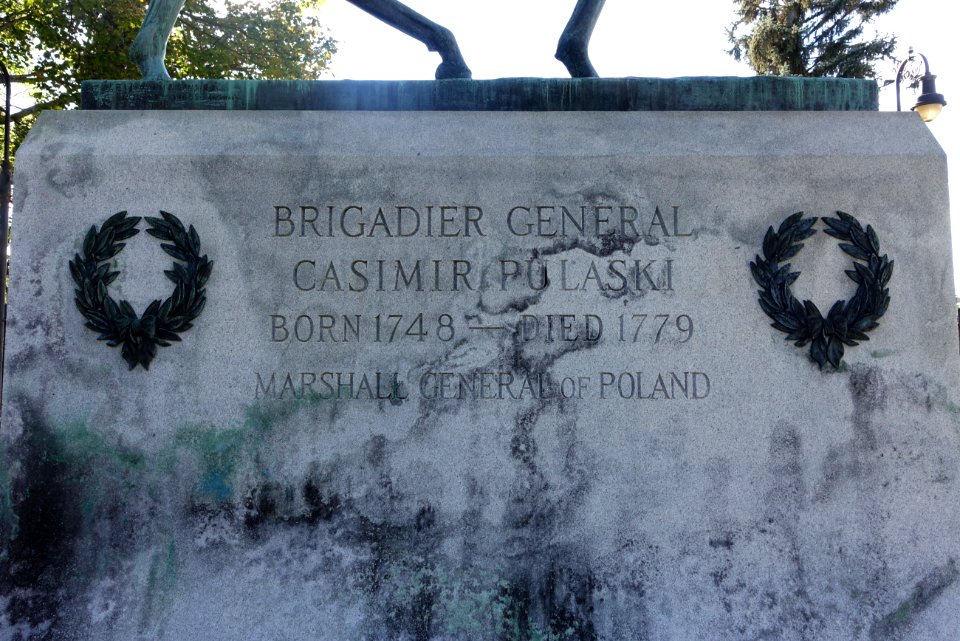 BRIGADIER GENERAL
CASIMIR PULASKI
BORN 1748 — DIED 1779
MARSHALL GENERAL OF POLAND